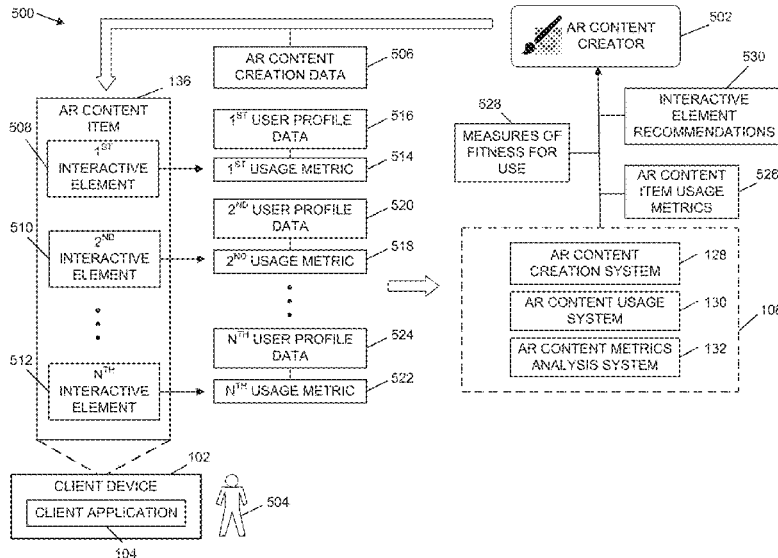 500
AR CONTENT
CREATOR
502
AR CONTENT
CREATION DATA
506
136
AR CONTENT
ITEM
508
1ST
INTERACTIVE
ELEMENT
510
2ND
INTERACTIVE
ELEMENT
512
NTH
INTERACTIVE
ELEMENT
1ST USER PROFILE
DATA
516
1ST USAGE METRIC
514
2ND USER PROFILE
DATA
520
2ND USAGE METRIC
518
NTH USER PROFILE
DATA
524
NTH USAGE METRIC
522
528
MEASURES OF
FITNESS FOR
USE
530
INTERACTIVE
ELEMENT
RECOMMENDATIONS
AR CONTENT
ITEM USAGE
METRICS
526
AR CONTENT
CREATION SYSTEM
128
AR CONTENT USAGE
SYSTEM
130
AR CONTENT METRICS
ANALYSIS SYSTEM
132
108
102
CLIENT DEVICE
CLIENT APPLICATION
104
504